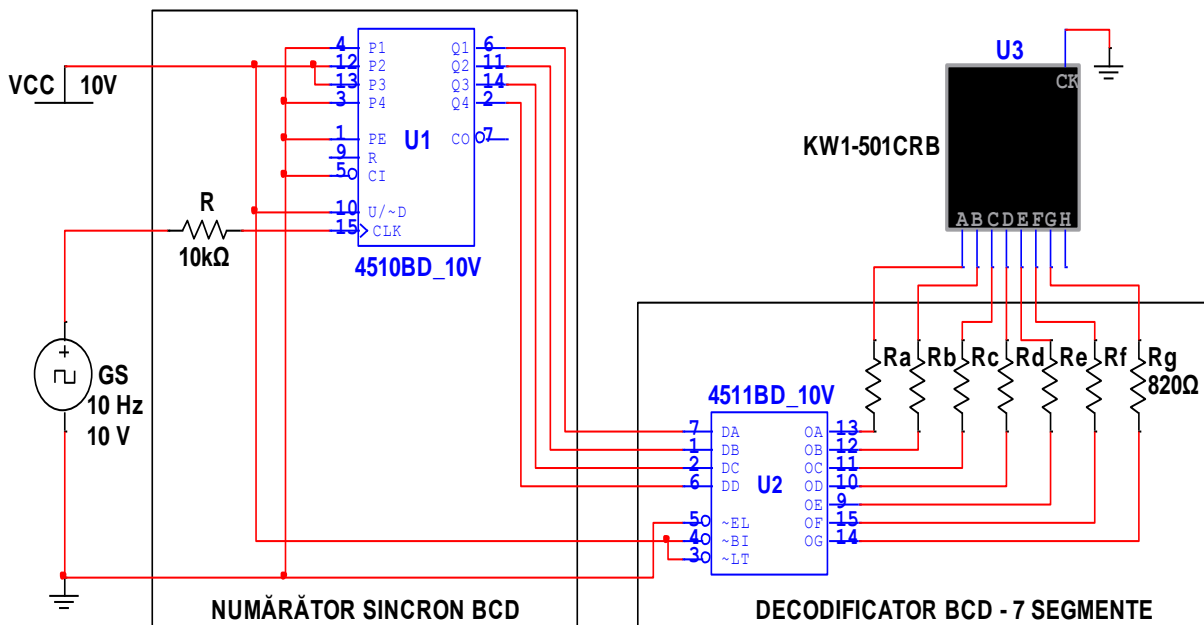 VCC 10V
4 P1 Q1 6
12 P2 Q2 11
13 P3 Q3 14
3 P4 Q4 2
1 PE U1 CO 7
9 R
5 CI
10 U/~D
15 CLK
4510BD_10V
R
10kΩ
GS
10 Hz
10 V
NUMĂRĂTOR SINCRON BCD
U3
CK
KW1-501CRB
ABCDEFGH
Ra Rb Rc Rd Re Rf Rg
820Ω
4511BD_10V
7 DA OA 13
1 DB OB 12
2 DC OC 11
6 DD U2 OD 10
OE 9
5 ~EL OF 15
4 ~BI OG 14
3 ~LT
DECODIFICATOR BCD - 7 SEGMENTE